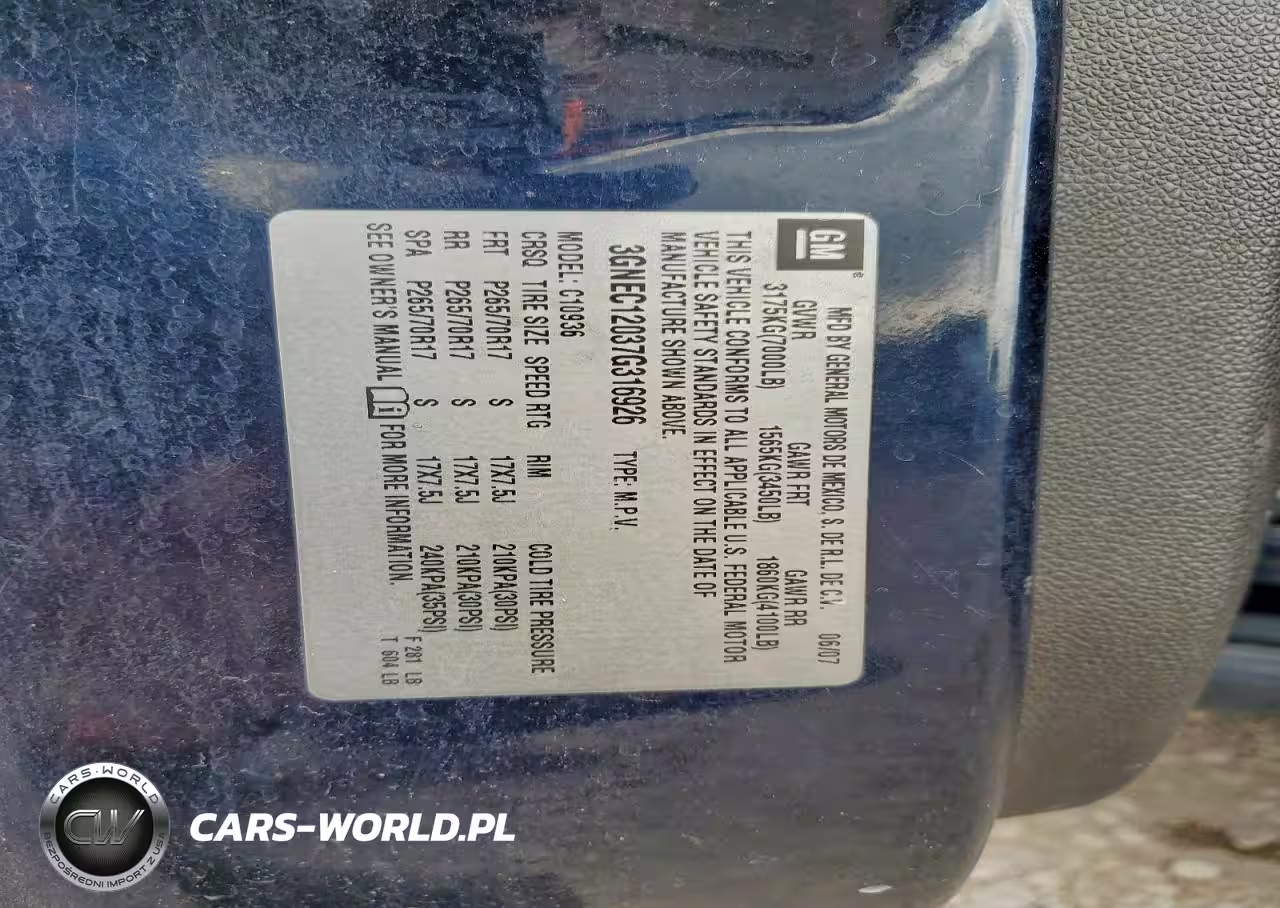 GM
®
MFD BY GENERAL MOTORS DE MEXICO, S. DE R.L. DE C.V. 06/07
GVWR GAWR FRT GAWR RR
3175KG(7000LB) 1565KG(3450LB) 1860KG(4100LB)
THIS VEHICLE CONFORMS TO ALL APPLICABLE U.S. FEDERAL MOTOR
VEHICLE SAFETY STANDARDS IN EFFECT ON THE DATE OF
MANUFACTURE SHOWN ABOVE.
3GNEC12037G316926 TYPE: M.P.V.
MODEL: C10936
CRSQ TIRE SIZE SPEED RTG RIM COLD TIRE PRESSURE
FRT P265/70R17 S 17X7.5J 210KPA(30PSI)
RR P265/70R17 S 17X7.5J 210KPA(30PSI)
SPA P265/70R17 S 17X7.5J 240KPA(35PSI) F 281 LB
SEE OWNER'S MANUAL FOR MORE INFORMATION. T 604 LB
CARS-WORLD
CW
BEZPOŚREDNI IMPORT Z USA
CARS-WORLD.PL